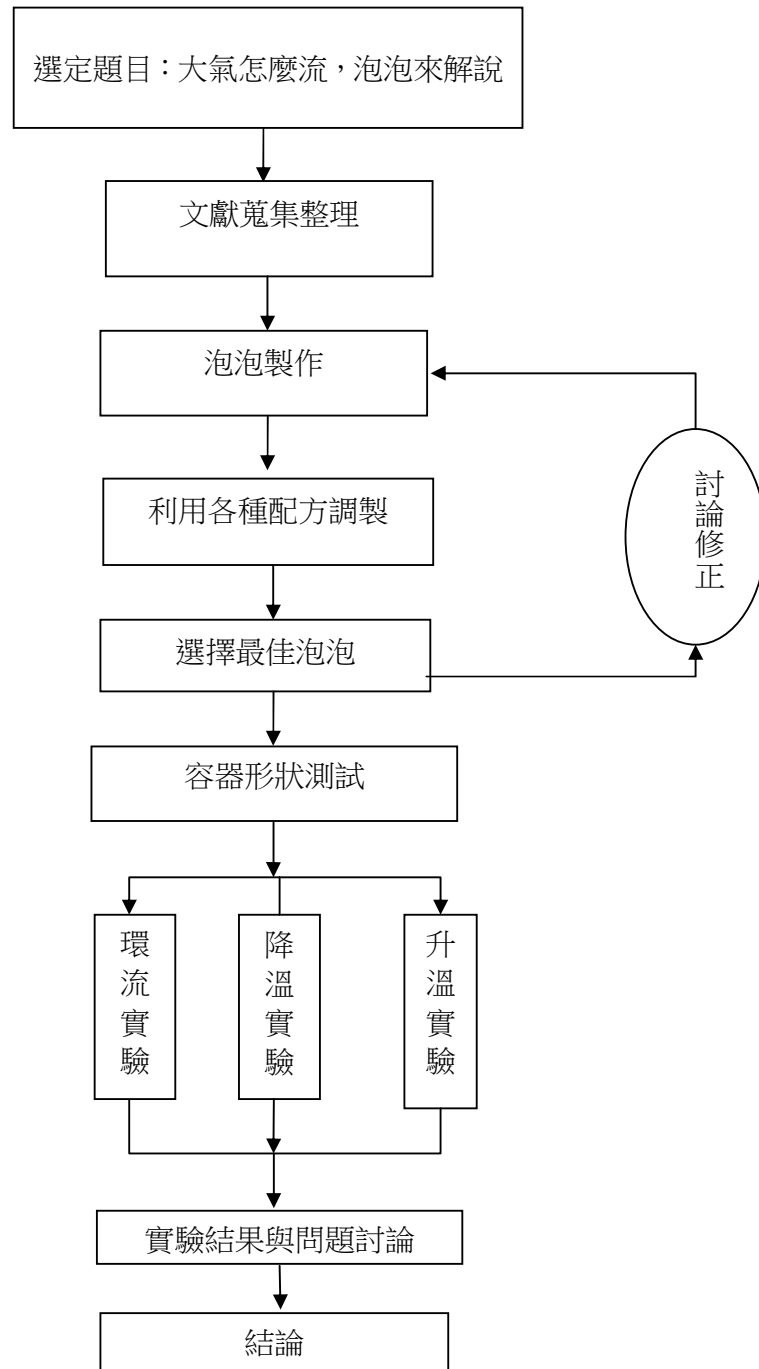 選定題目：大氣怎麼流，泡泡來解說
文獻蒐集整理
泡泡製作
利用各種配方調製
討論修正
選擇最佳泡泡
容器形狀測試
環流實驗
降溫實驗
升溫實驗
實驗結果與問題討論
結論